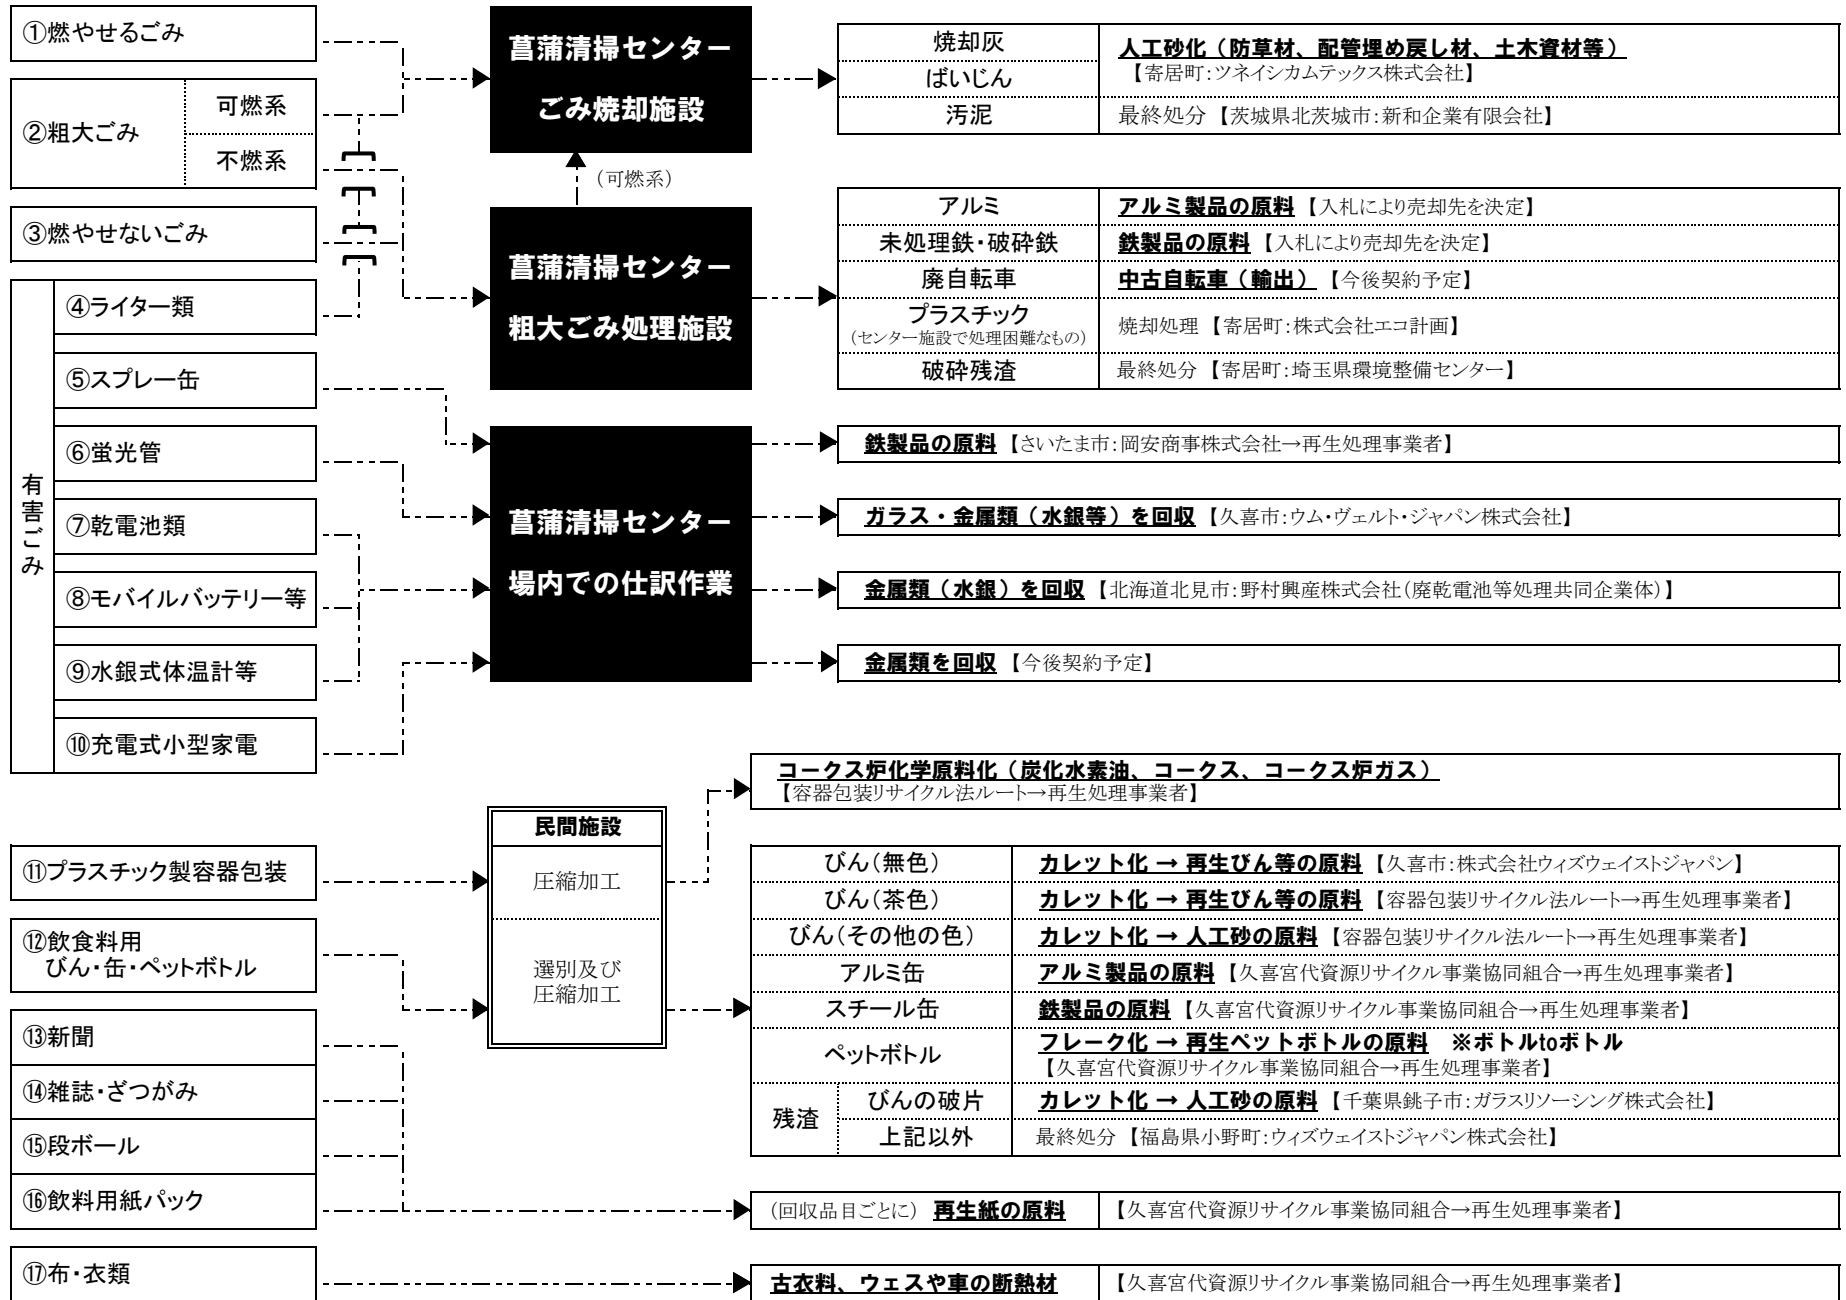 ①燃やせるごみ
②粗大ごみ
可燃系
不燃系
③燃やせないごみ
有害ごみ
④ライター類
⑤スプレー缶
⑥蛍光管
⑦乾電池類
⑧モバイルバッテリー等
⑨水銀式体温計等
⑩充電式小型家電
⑪プラスチック製容器包装
⑫飲食料用
びん・缶・ペットボトル
⑬新聞
⑭雑誌・ざつがみ
⑮段ボール
⑯飲料用紙パック
⑰布・衣類
菖蒲清掃センター
ごみ焼却施設
(可燃系)
菖蒲清掃センター
粗大ごみ処理施設
菖蒲清掃センター
場内での仕訳作業
民間施設
圧縮加工
選別及び
圧縮加工
焼却灰
ばいじん
人工砂化(防草材、配管埋め戻し材、土木資材等)
【寄居町:ツネイシカムテックス株式会社】
汚泥 最終処分【茨城県北茨城市:新和企業有限会社】
アルミ アルミ製品の原料【入札により売却先を決定】
未処理鉄・破砕鉄 鉄製品の原料【入札により売却先を決定】
廃自転車 中古自転車(輸出)【今後契約予定】
プラスチック
(センター施設で処理困難なもの)
焼却処理【寄居町:株式会社エコ計画】
破砕残渣 最終処分【寄居町:埼玉県環境整備センター】
鉄製品の原料【さいたま市:岡安商事株式会社→再生処理事業者】
ガラス・金属類(水銀等)を回収【久喜市:ウム・ヴェルト・ジャパン株式会社】
金属類(水銀)を回収【北海道北見市:野村興産株式会社(廃乾電池等処理共同企業体)】
金属類を回収【今後契約予定】
コークス炉化学原料化(炭化水素油、コークス、コークス炉ガス)
【容器包装リサイクル法ルート→再生処理事業者】
びん(無色) カレット化 → 再生びん等の原料【久喜市:株式会社ウィズウェイストジャパン】
びん(茶色) カレット化 → 再生びん等の原料【容器包装リサイクル法ルート→再生処理事業者】
びん(その他の色) カレット化 → 人工砂の原料【容器包装リサイクル法ルート→再生処理事業者】
アルミ缶 アルミ製品の原料【久喜宮代資源リサイクル事業協同組合→再生処理事業者】
スチール缶 鉄製品の原料【久喜宮代資源リサイクル事業協同組合→再生処理事業者】
ペットボトル フレーク化 → 再生ペットボトルの原料 ※ボトルtoボトル
【久喜宮代資源リサイクル事業協同組合→再生処理事業者】
残渣
びんの破片 カレット化 → 人工砂の原料【千葉県銚子市:ガラスリソーシング株式会社】
上記以外 最終処分【福島県小野町:ウィズウェイストジャパン株式会社】
(回収品目ごとに) 再生紙の原料 【久喜宮代資源リサイクル事業協同組合→再生処理事業者】
古衣料、ウェスや車の断熱材 【久喜宮代資源リサイクル事業協同組合→再生処理事業者】